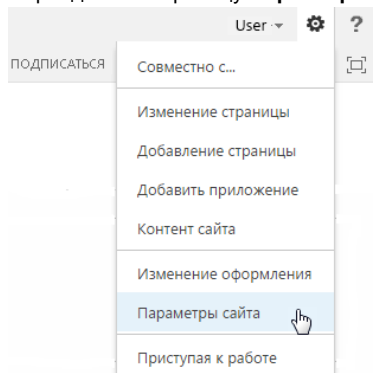 User
?
ПОДПИСАТЬСЯ
Совместно с...
Изменение страницы
Добавление страницы
Добавить приложение
Контент сайта
Изменение оформления
Параметры сайта
Приступая к работе